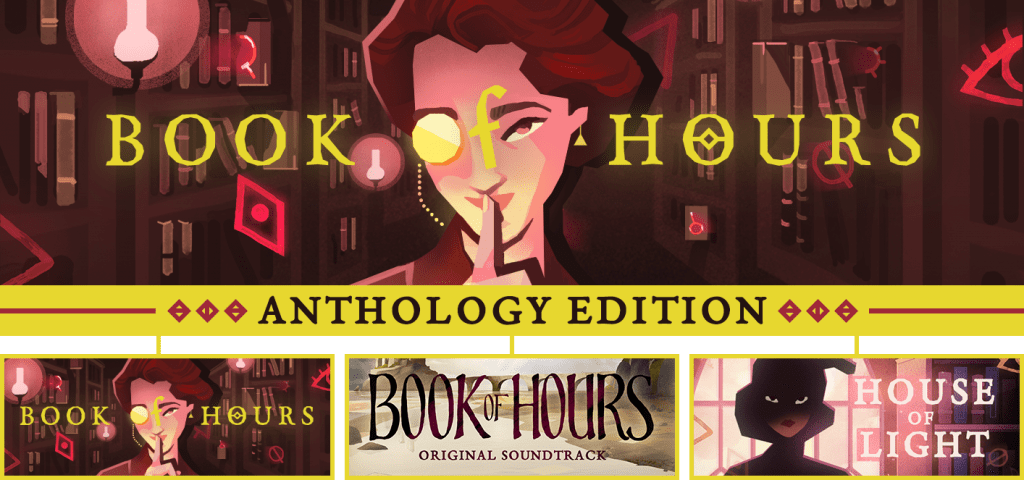 BOOK of HOURS
ANTHOLOGY EDITION
BOOK of HOURS
BOOK OF HOURS
ORIGINAL SOUNDTRACK
HOUSE
OF
LIGHT